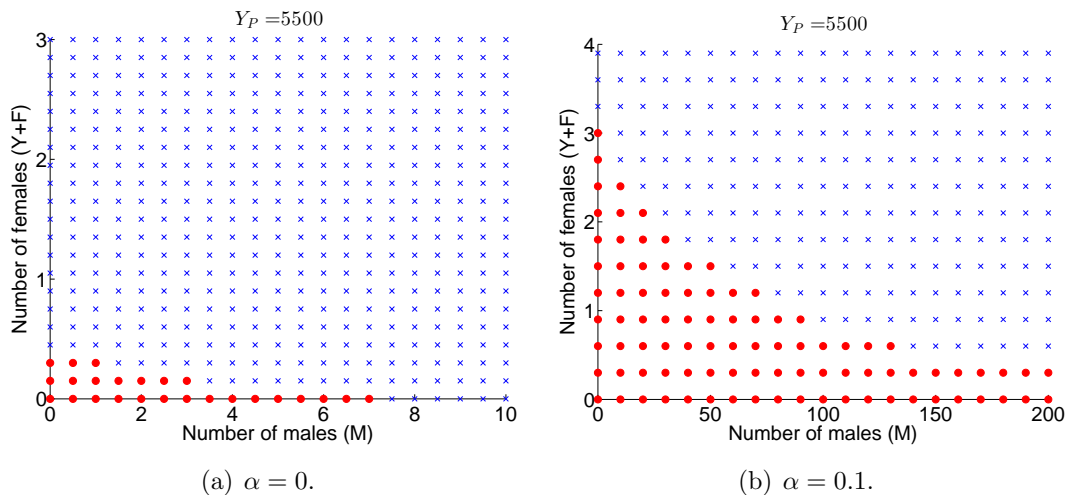 Y_P =5500
3
2
1
0
0
2
4
6
8
10
Number of females (Y+F)
Number of males (M)
(a) α = 0.
Y_P =5500
4
3
2
1
0
0
50
100
150
200
Number of females (Y+F)
Number of males (M)
(b) α = 0.1.